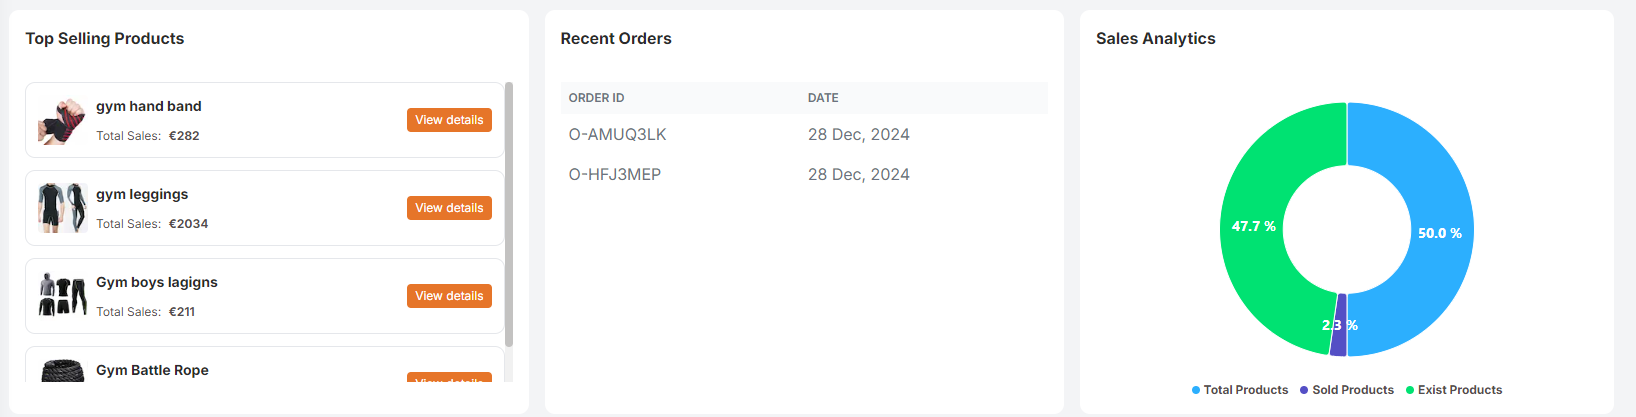 Top Selling Products
gym hand band
Total Sales: €282
View details
gym leggings
Total Sales: €2034
View details
Gym boys lagigns
Total Sales: €211
View details
Gym Battle Rope
View details
Recent Orders
ORDER ID DATE
O-AMUQ3LK 28 Dec, 2024
O-HFJ3MEP 28 Dec, 2024
Sales Analytics
47.7 %
50.0 %
2.3 %
Total Products Sold Products Exist Products